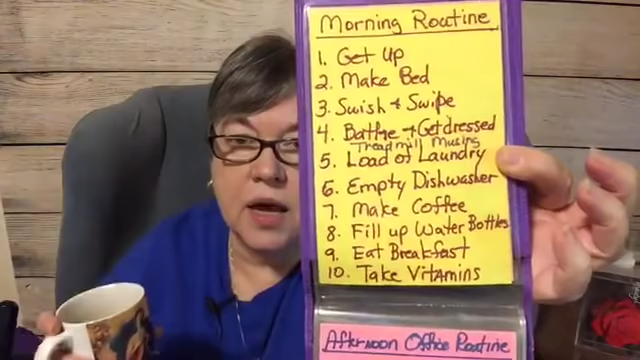 Morning Routine
1. Get Up
2. Make Bed
3. Swish & Swipe
4. Bathe & Get dressed
Treadmill Musing
5. Load of Laundry
6. Empty Dishwasher
7. Make Coffee
8. Fill up Water Bottles
9. Eat Breakfast
10. Take Vitamins
Afternoon Office Routine